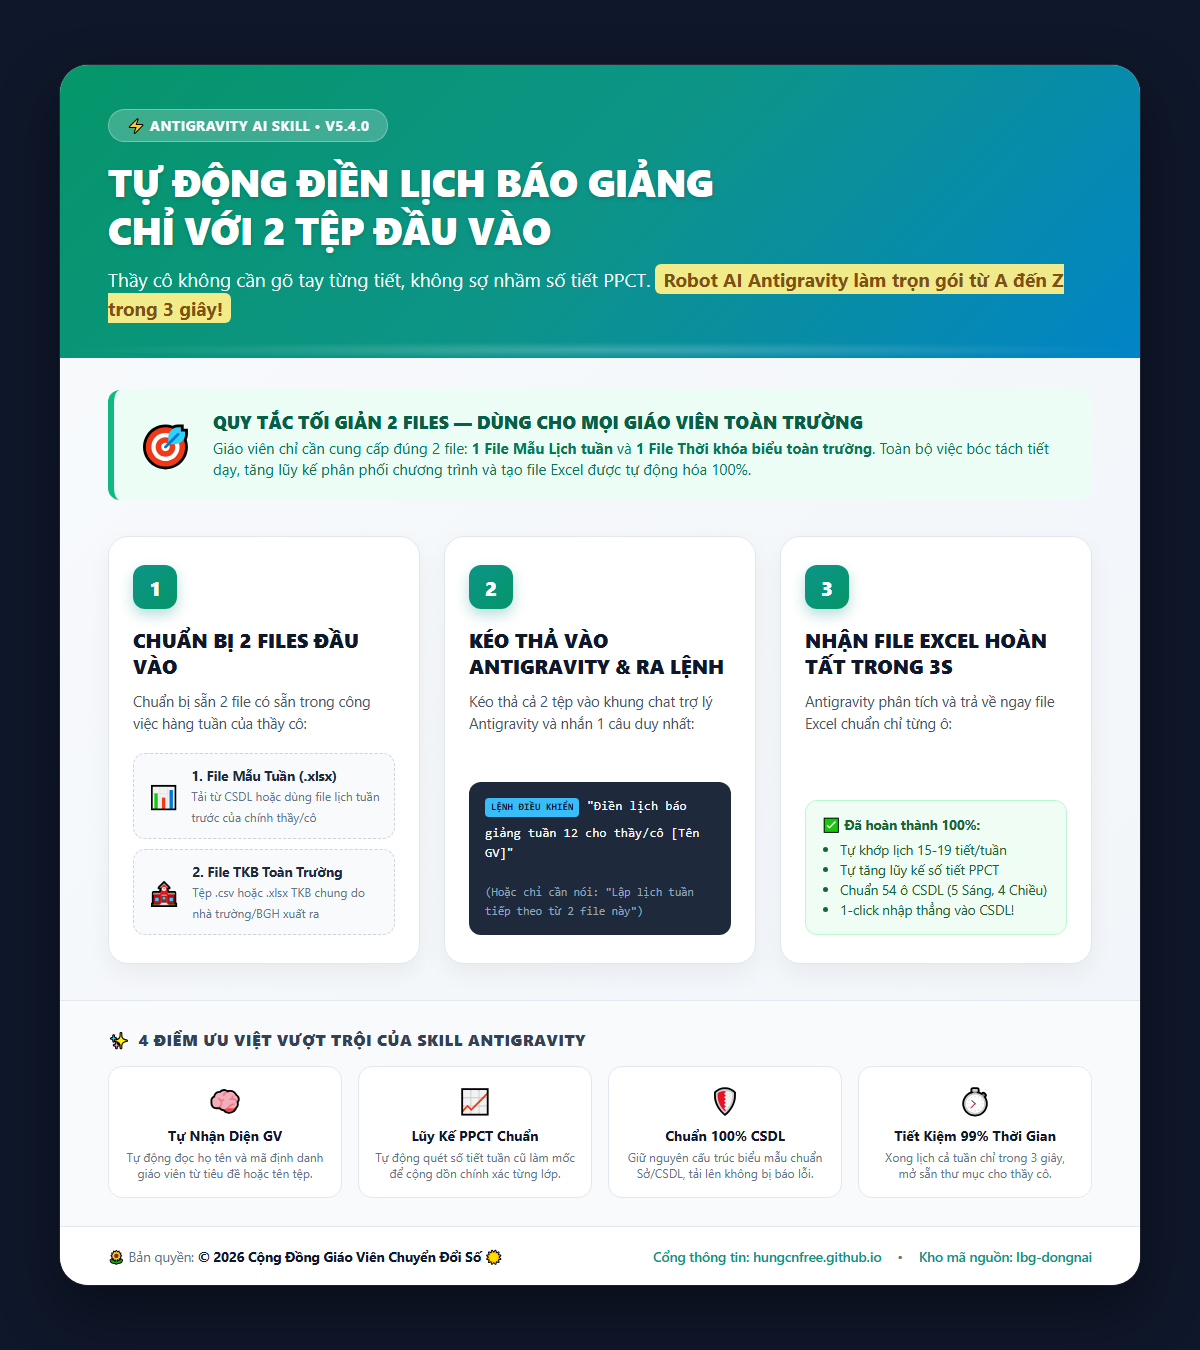 ⚡ ANTIGRAVITY AI SKILL • V5.4.0
TỰ ĐỘNG ĐIỀN LỊCH BÁO GIẢNG
CHỈ VỚI 2 TỆP ĐẦU VÀO
Thầy cô không cần gõ tay từng tiết, không sợ nhầm số tiết PPCT. Robot AI Antigravity làm trọn gói từ A đến Z
trong 3 giây!
QUY TẮC TỐI GIẢN 2 FILES — DÙNG CHO MỌI GIÁO VIÊN TOÀN TRƯỜNG
Giáo viên chỉ cần cung cấp đúng 2 file: 1 File Mẫu Lịch tuần và 1 File Thời khóa biểu toàn trường. Toàn bộ việc bóc tách tiết
dạy, tăng lũy kế phân phối chương trình và tạo file Excel được tự động hóa 100%.
1
CHUẨN BỊ 2 FILES ĐẦU
VÀO
Chuẩn bị sẵn 2 file có sẵn trong công
việc hàng tuần của thầy cô:
1. File Mẫu Tuần (.xlsx)
Tải từ CSDL hoặc dùng file lịch tuần
trước của chính thầy/cô
2. File TKB Toàn Trường
Tệp .csv hoặc .xlsx TKB chung do
nhà trường/BGH xuất ra
2
KÉO THẢ VÀO
ANTIGRAVITY & RA LỆNH
Kéo thả cả 2 tệp vào khung chat trợ lý
Antigravity và nhắn 1 câu duy nhất:
LỆNH ĐIỀU KHIỂN "Điền lịch báo
giảng tuần 12 cho thầy/cô [Tên
GV]"
(Hoặc chỉ cần nói: "Lập lịch tuần
tiếp theo từ 2 file này")
3
NHẬN FILE EXCEL HOÀN
TẤT TRONG 3S
Antigravity phân tích và trả về ngay file
Excel chuẩn chỉ từng ô:
✅ Đã hoàn thành 100%:
• Tự khớp lịch 15-19 tiết/tuần
• Tự tăng lũy kế số tiết PPCT
• Chuẩn 54 ô CSDL (5 Sáng, 4 Chiều)
• 1-click nhập thẳng vào CSDL!
✨ 4 ĐIỂM ƯU VIỆT VƯỢT TRỘI CỦA SKILL ANTIGRAVITY
Tự Nhận Diện GV
Tự động đọc họ tên và mã định danh
giáo viên từ tiêu đề hoặc tên tệp.
Lũy Kế PPCT Chuẩn
Tự động quét số tiết tuần cũ làm mốc
để cộng dồn chính xác từng lớp.
Chuẩn 100% CSDL
Giữ nguyên cấu trúc biểu mẫu chuẩn
Sở/CSDL, tải lên không bị báo lỗi.
Tiết Kiệm 99% Thời Gian
Xong lịch cả tuần chỉ trong 3 giây,
mở sẵn thư mục cho thầy cô.
🌻 Bản quyền: © 2026 Cộng Đồng Giáo Viên Chuyển Đổi Số
Cổng thông tin: hungcnfree.github.io • Kho mã nguồn: lbg-dongnai